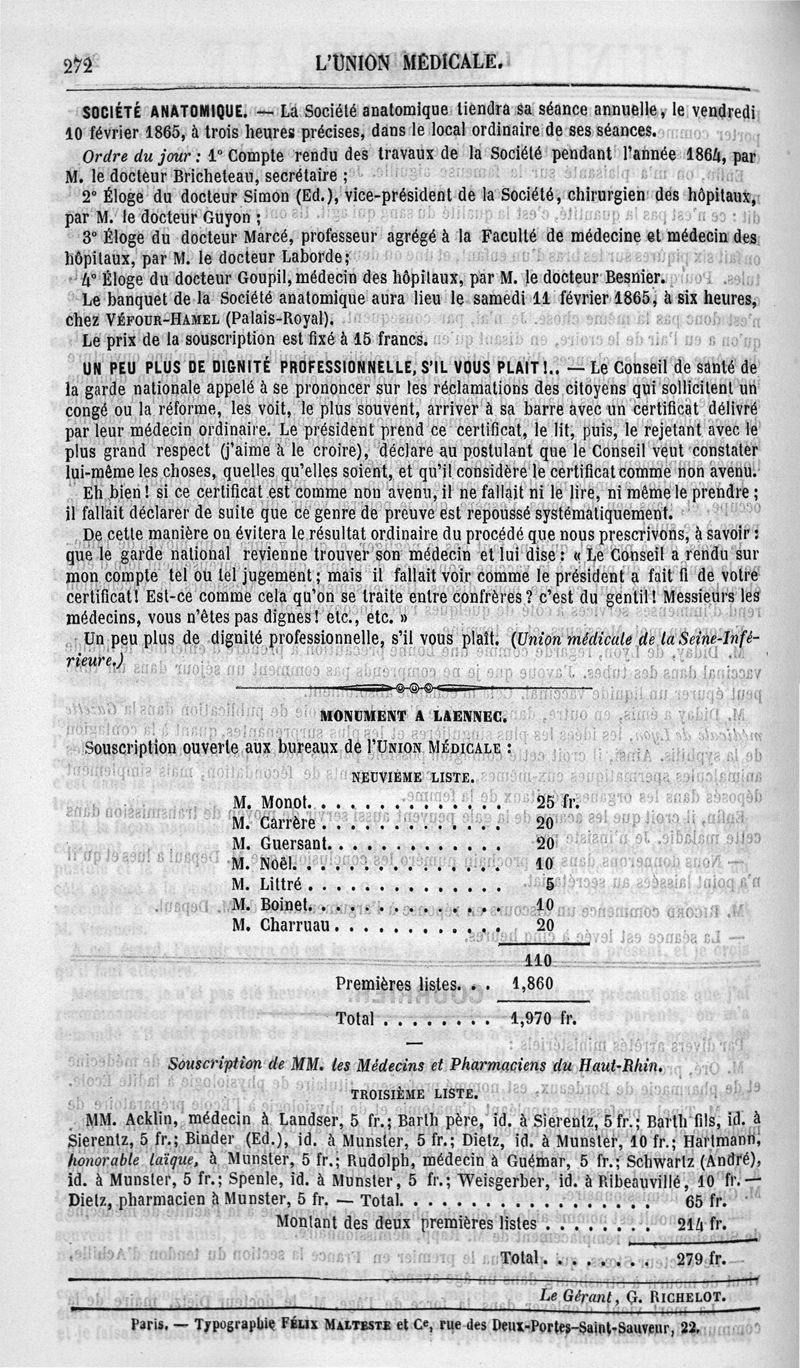 272
L'UNION MÉDICALE.
SOCIÉTÉ ANATOMIQUE. — La Société anatomique tiendra sa séance annuelle, le vendredi
10 février 1865, à trois heures précises, dans le local ordinaire de ses séances.
Ordre du jour : 1° Compte rendu des travaux de la Société pendant l'année 1864, par
M. le docteur Bricheteau, secrétaire ;
2° Éloge du docteur Simon (Ed.), vice-président de la Société, chirurgien des hôpitaux,
par M. le docteur Guyon ;
3° Éloge du docteur Marcé, professeur agrégé à la Faculté de médecine et médecin des
hôpitaux, par M. le docteur Laborde;
4° Éloge du docteur Goupil, médecin des hôpitaux, par M. le docteur Besnier.
Le banquet de la Société anatomique aura lieu le samedi 11 février 1865, à six heures,
chez VÉFOUR-HAMEL (Palais-Royal).
Le prix de la souscription est fixé à 15 francs.
UN PEU PLUS DE DIGNITÉ PROFESSIONNELLE, S'IL VOUS PLAIT!.. — Le Conseil de santé de
la garde nationale appelé à se prononcer sur les réclamations des citoyens qui sollicitent un
congé ou la réforme, les voit, le plus souvent, arriver à sa barre avec un certificat délivré
par leur médecin ordinaire. Le président prend ce certificat, le lit, puis, le rejetant avec le
plus grand respect (j'aime à le croire), déclare au postulant que le Conseil veut constater
lui-même les choses, quelles qu'elles soient, et qu'il considère le certificat comme non avenu.
Eh bien! si ce certificat est comme non avenu, il ne fallait ni le lire, ni même le prendre ;
il fallait déclarer de suite que ce genre de preuve est repoussé systématiquement.
De cette manière on évitera le résultat ordinaire du procédé que nous prescrivons, à savoir :
que le garde national revienne trouver son médecin et lui dise : « Le Conseil a rendu sur
mon compte tel ou tel jugement ; mais il fallait voir comme le président a fait fi de votre
certificat! Est-ce comme cela qu'on se traite entre confrères? c'est du gentil! Messieurs les
médecins, vous n'êtes pas dignes! etc., etc. »
Un peu plus de dignité professionnelle, s'il vous plaît. (Union médicale de la Seine-Infé-
rieure.)
MONUMENT A LAENNEC.
Souscription ouverte aux bureaux de l'UNION MÉDICALE :
NEUVIÈME LISTE.
M. Monot. . . . . . . . . . . . . . 25 fr.
M. Carrère . . . . . . . . . . . . . 20
M. Guersant. . . . . . . . . . . . . 20
M. Noël. . . . . . . . . . . . . . . 10
M. Littré . . . . . . . . . . . . . . 5
M. Boinet. . . . . . . . . . . . . . 10
M. Charruau . . . . . . . . . . . . 20
110
Premières listes. . . 1,860
Total . . . . . . . . 1,970 fr.
Souscription de MM. les Médecins et Pharmaciens du Haut-Rhin.
TROISIÈME LISTE.
MM. Acklin, médecin à Landser, 5 fr.; Barth père, id. à Sierentz, 5 fr.; Barth fils, id. à
Sierentz, 5 fr.; Binder (Ed.), id. à Munster, 5 fr.; Dietz, id. à Munster, 10 fr.; Hartmann,
honorable laïque, à Munster, 5 fr.; Rudolph, médecin à Guémar, 5 fr.; Schwartz (André),
id. à Munster, 5 fr.; Spenle, id. à Munster, 5 fr.; Weisgerber, id. à Ribeauvillé, 10 fr. —
Dietz, pharmacien à Munster, 5 fr. — Total. . . . . . . . . . . . . . . . . . 65 fr.
Montant des deux premières listes . . . . . . . . 214 fr.
Total . . . . . . . . 279 fr.
Le Gérant, G. RICHELOT.
Paris. — Typographie FÉLIX MALTESTE et Ce, rue des Deux-Portes-Saint-Sauveur, 22.